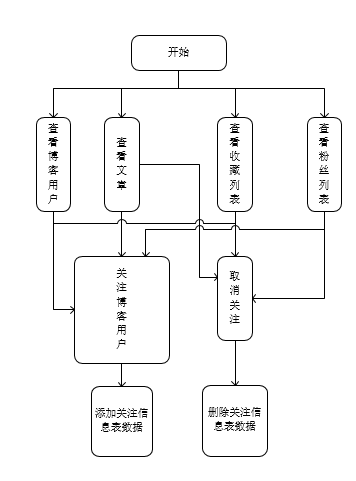 开始
查看博客用户
查看文章
查看收藏列表
查看粉丝列表
关注博客用户
取消关注
添加关注信
息表数据
删除关注信
息表数据